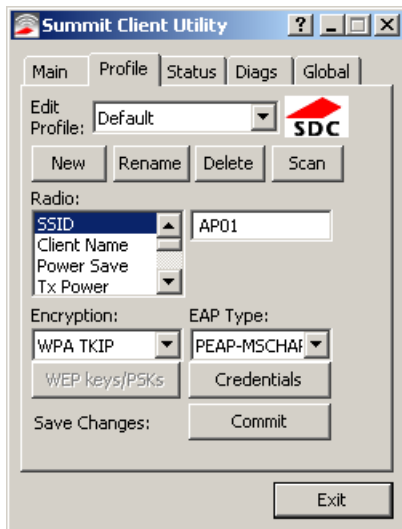 Summit Client Utility
Main Profile Status Diags Global
Edit Profile: Default
SDC
New Rename Delete Scan
Radio:
SSID AP01
Client Name
Power Save
Tx Power
Encryption: EAP Type:
WPA TKIP PEAP-MSCHAP
WEP keys/PSKs Credentials
Save Changes: Commit
Exit